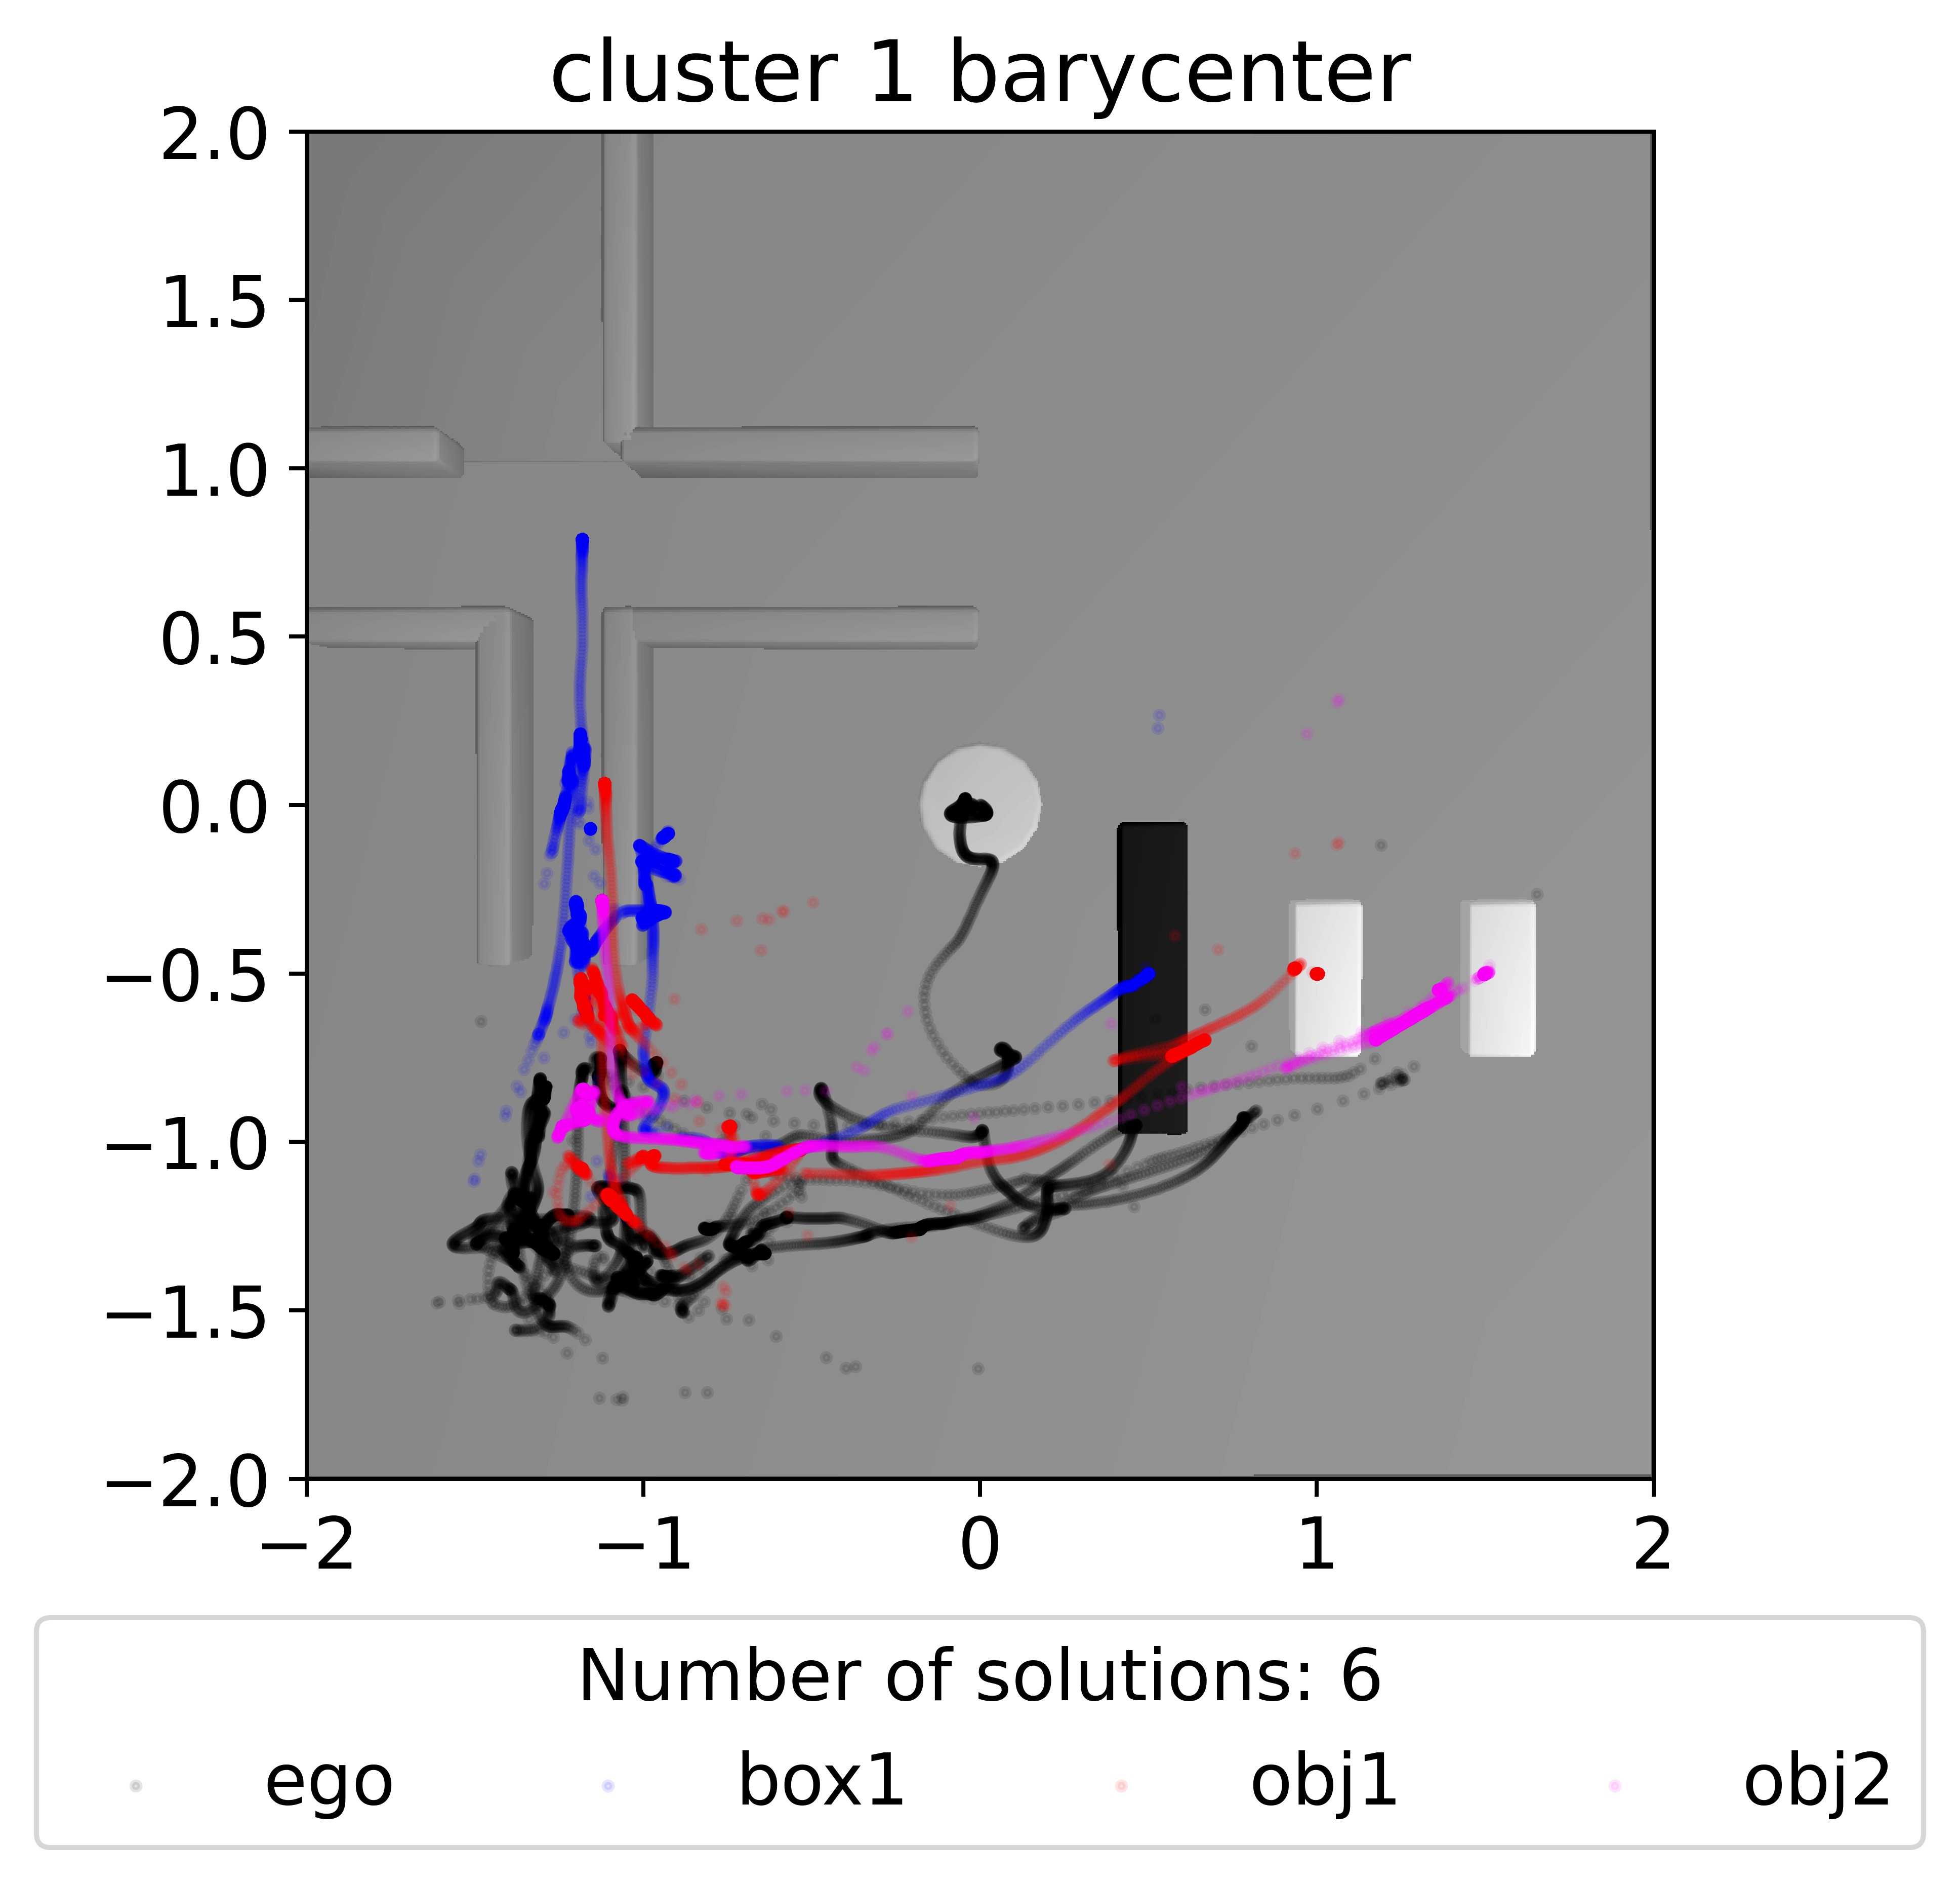 cluster 1 barycenter
2.0
1.5
1.0
0.5
0.0
−0.5
−1.0
−1.5
−2.0
−2 −1 0 1 2
Number of solutions: 6
ego box1 obj1 obj2